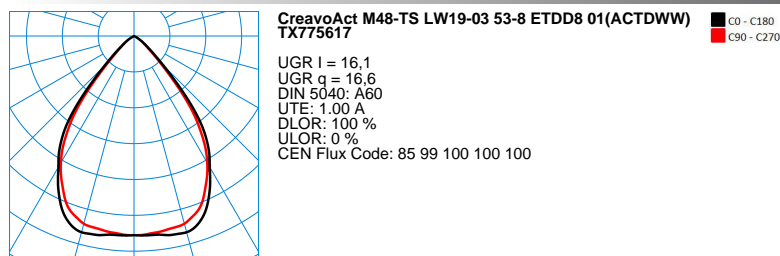 CreavoAct M48-TS LW19-03 53-8 ETDD8 01(ACTDWW)
TX775617
C0 - C180
C90 - C270
UGR l = 16,1
UGR q = 16,6
DIN 5040: A60
UTE: 1.00 A
DLOR: 100 %
ULOR: 0 %
CEN Flux Code: 85 99 100 100 100